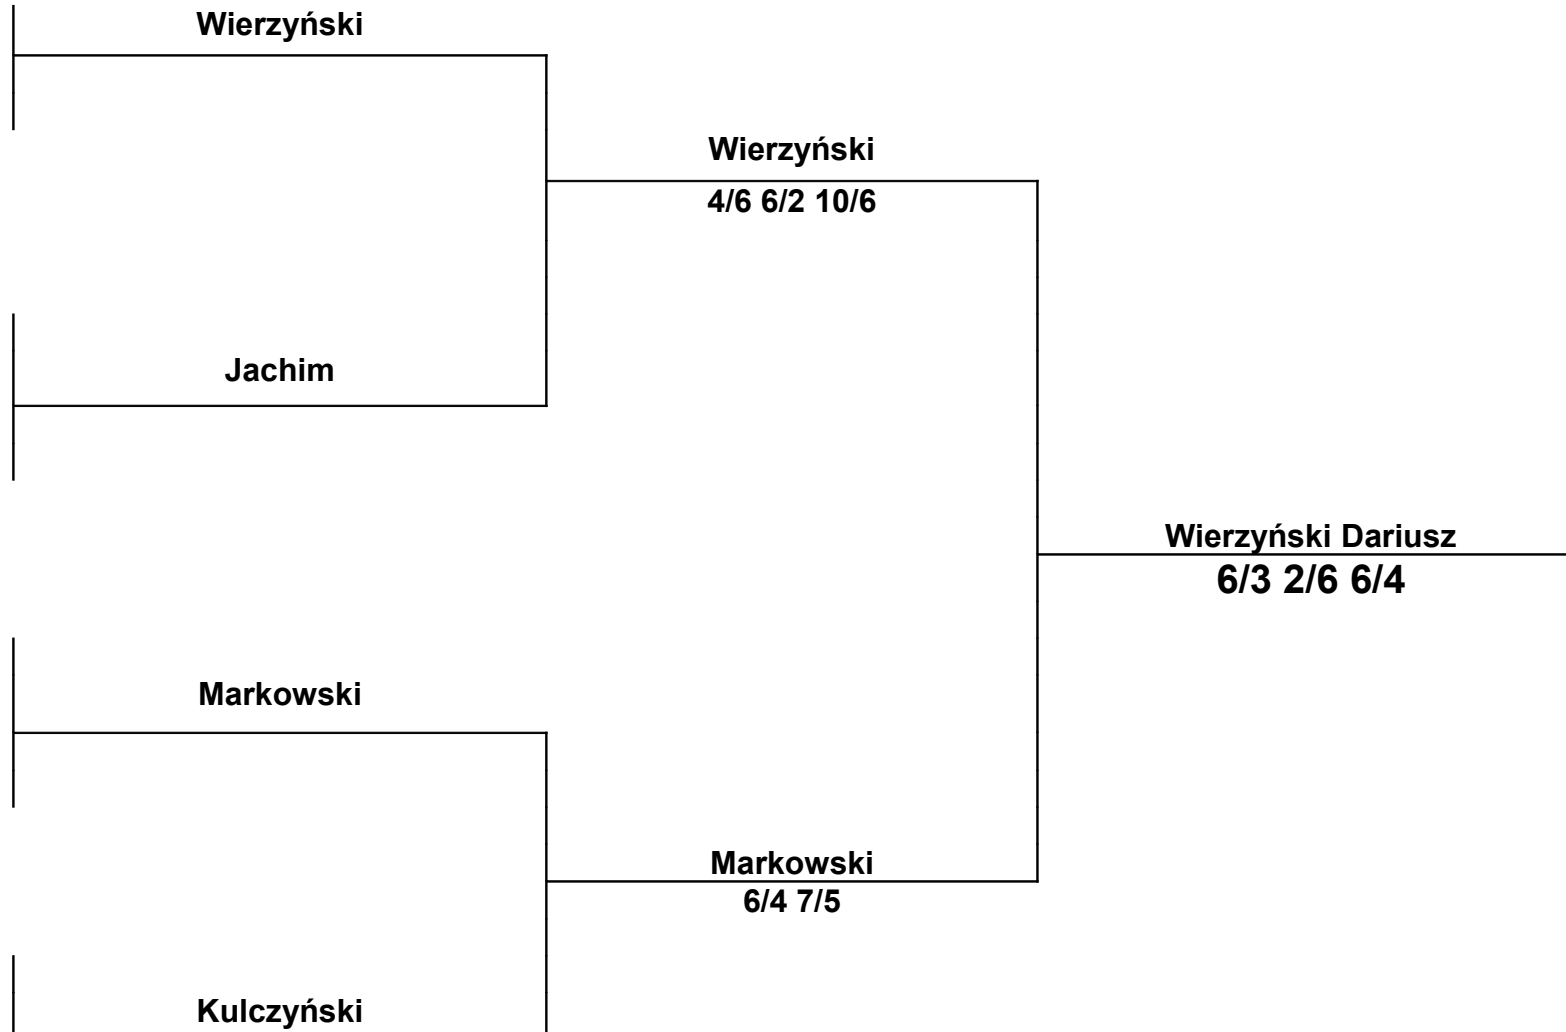 Wierzyński
Wierzyński
4/6 6/2 10/6
Jachim
Wierzyński Dariusz
6/3 2/6 6/4
Markowski
Markowski
6/4 7/5
Kulczyński